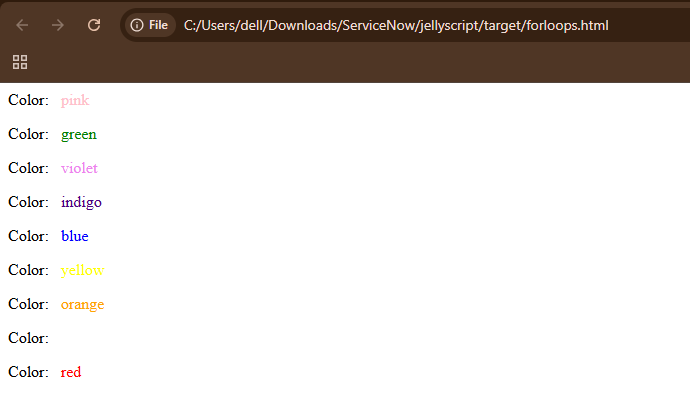 File C:/Users/dell/Downloads/ServiceNow/jellyscript/target/forloops.html
Color: pink
Color: green
Color: violet
Color: indigo
Color: blue
Color: yellow
Color: orange
Color:
Color: red